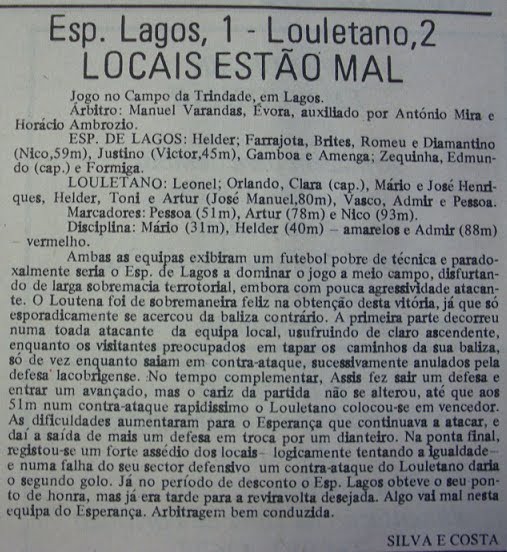 Esp. Lagos, 1 - Louletano,2
LOCAIS ESTÃO MAL
Jogo no Campo da Trindade, em Lagos.
Árbitro: Manuel Varandas, Évora, auxiliado por António Mira e
Horácio Ambrozio.
ESP. DE LAGOS: Helder; Farrajota, Brites, Romeu e Diamantino
(Nico,59m), Justino (Victor,45m), Gamboa e Amenga; Zequinha, Edmun-
do (cap.) e Formiga.
LOULETANO: Leonel; Orlando, Clara (cap.), Mário e José Henri-
ques, Helder, Toni e Artur (José Manuel,80m), Vasco, Admir e Pessoa.
Marcadores: Pessoa (51m), Artur (78m) e Nico (93m).
Disciplina: Mário (31m), Helder (40m) – amarelos e Admir (88m)
– vermelho.
Ambas as equipas exibiram um futebol pobre de técnica e parado-
xalmente seria o Esp. de Lagos a dominar o jogo a meio campo, disfurtan-
do de larga sobremacia terrotorial, embora com pouca agressividade atacan-
te. O Loutena foi de sobremaneira feliz na obtenção desta vitória, já que só
esporadicamente se acercou da baliza contrário. A primeira parte decorreu
numa toada atacante da equipa local, usufruindo de claro ascendente,
enquanto os visitantes preocupados em tapar os caminhos da sua baliza,
só de vez enquanto saiam em contra-ataque, sucessivamente anulados pela
defesa lacobrigense. No tempo complementar, Assis fez sair um defesa e
entrar um avançado, mas o cariz da partida não se alterou, até que aos
51m num contra-ataque rapidissimo o Louletano colocou-se em vencedor.
As dificuldades aumentaram para o Esperança que continuava a atacar, e
daí a saída de mais um defesa em troca por um dianteiro. Na ponta final,
registou-se um forte assédio dos locais – logicamente tentando a igualdade–
e numa falha do seu sector defensivo um contra-ataque do Louletano daria
o segundo golo. Já no período de desconto o Esp. Lagos obteve o seu pon-
to de honra, mas já era tarde para a reviravolta desejada. Algo vai mal nesta
equipa do Esperança. Arbitragem bem conduzida.
SILVA E COSTA